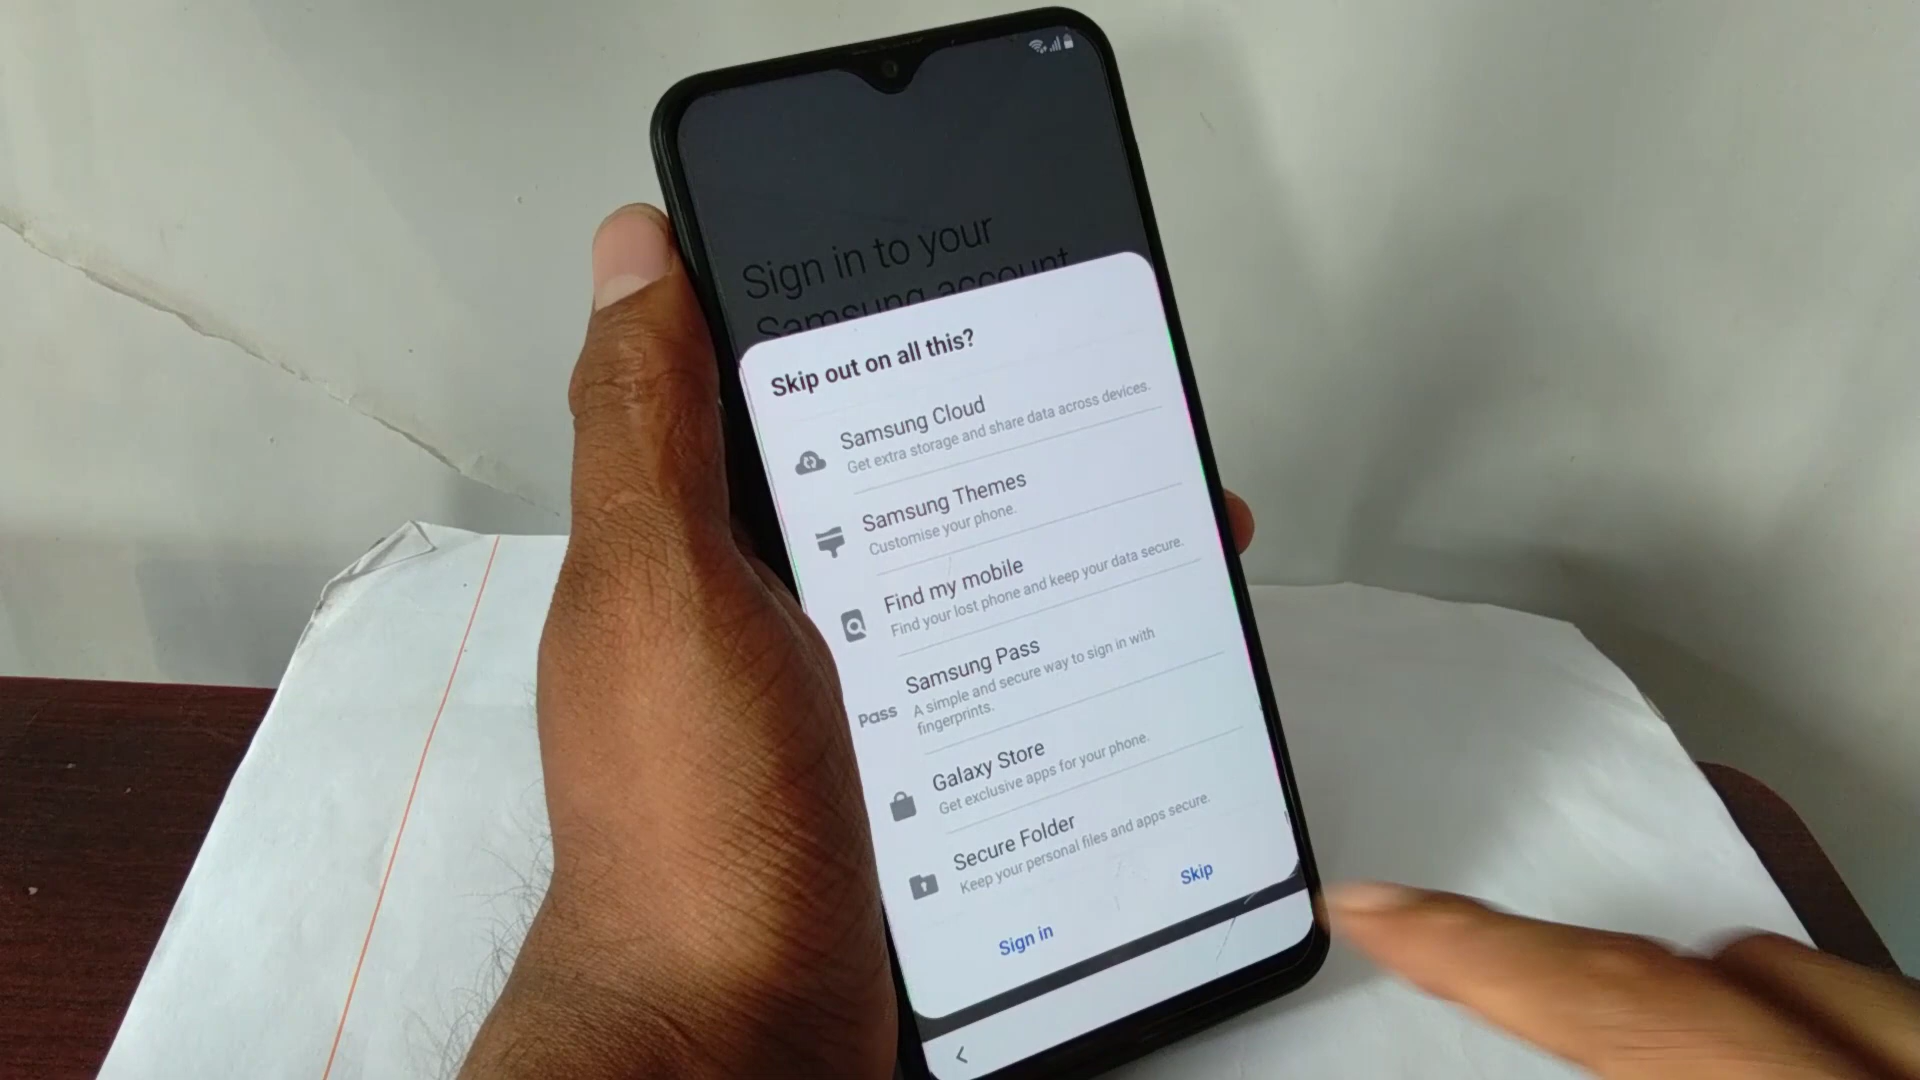 Sign in to your
Samsung account
Skip out on all this?
Samsung Cloud
Get extra storage and share data across devices.
Samsung Themes
Customise your phone.
Find my mobile
Find your lost phone and keep your data secure.
Pass
Samsung Pass
A simple and secure way to sign in with
fingerprints.
Galaxy Store
Get exclusive apps for your phone.
Secure Folder
Keep your personal files and apps secure.
Sign in
Skip